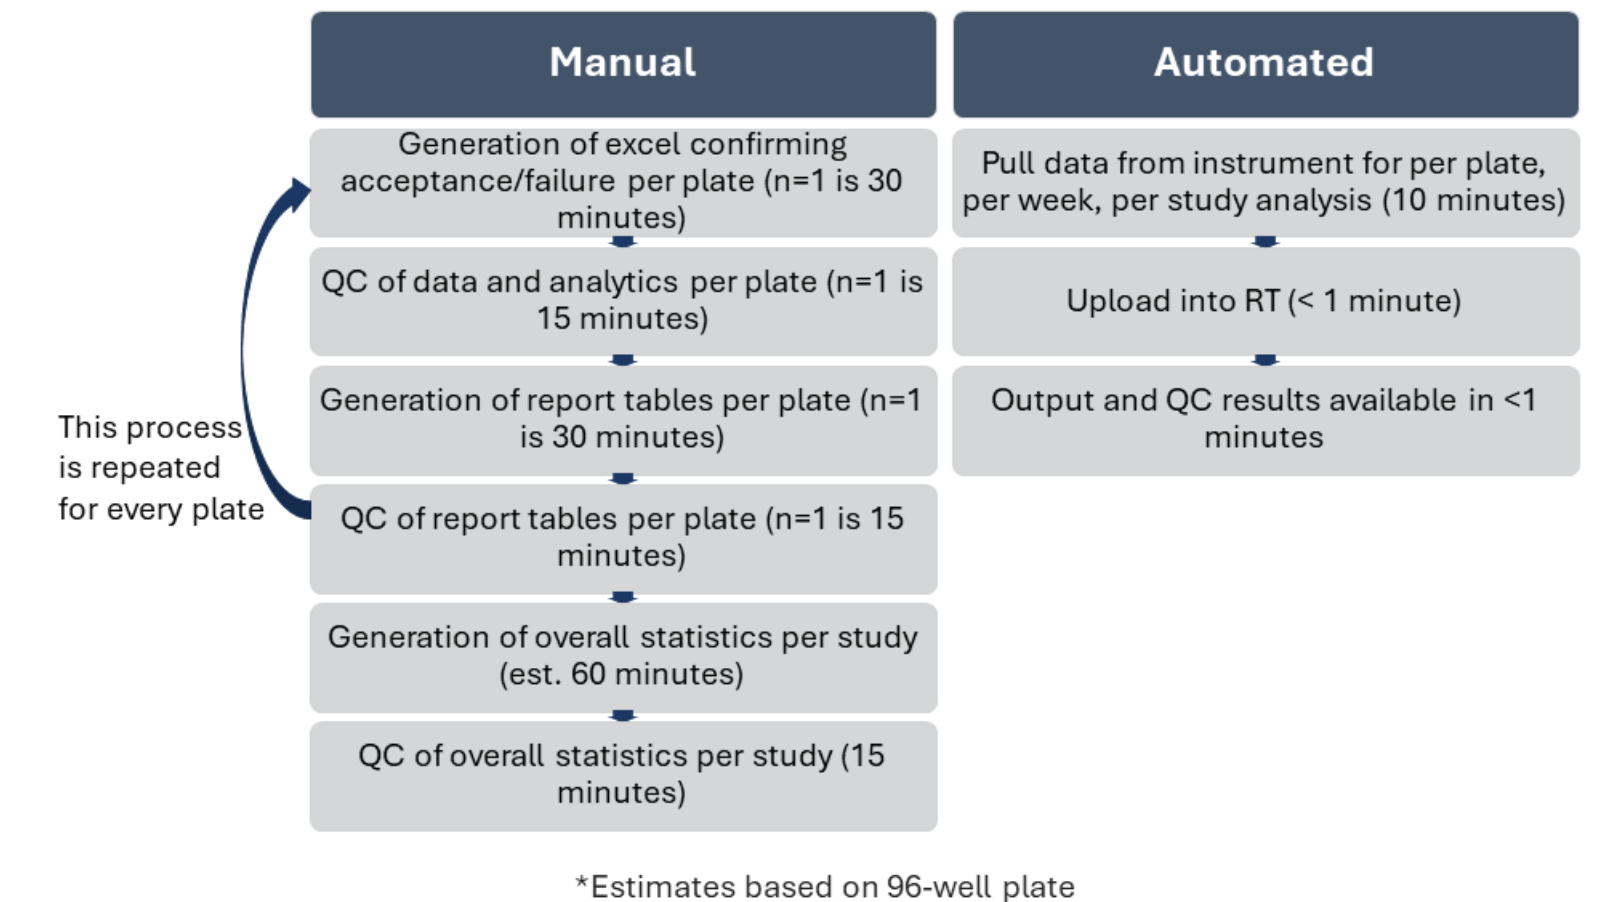 Manual
Generation of excel confirming
acceptance/failure per plate (n=1 is 30
minutes)
QC of data and analytics per plate (n=1 is
15 minutes)
Generation of report tables per plate (n=1
is 30 minutes)
QC of report tables per plate (n=1 is 15
minutes)
Generation of overall statistics per study
(est. 60 minutes)
QC of overall statistics per study (15
minutes)
This process
is repeated
for every plate
Automated
Pull data from instrument for per plate,
per week, per study analysis (10 minutes)
Upload into RT (< 1 minute)
Output and QC results available in <1
minutes
*Estimates based on 96-well plate